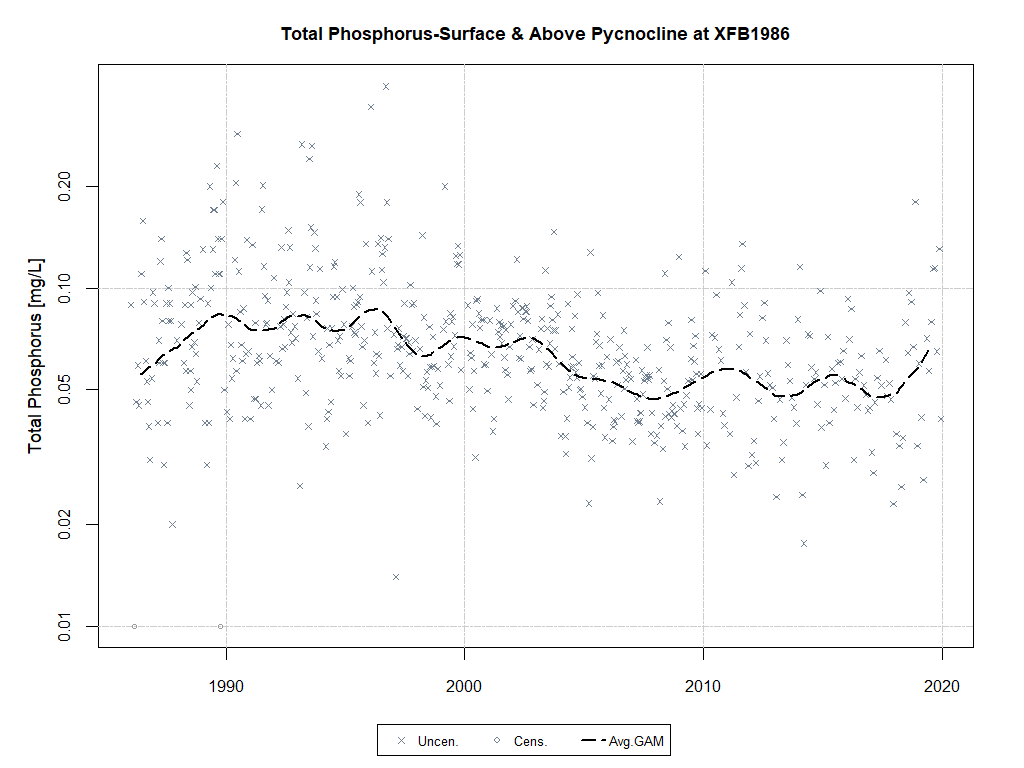 Total Phosphorus-Surface & Above Pycnocline at XFB1986
Total Phosphorus [mg/L]
0.20
0.10
0.05
0.02
0.01
1990 2000 2010 2020
Uncen. Cens. Avg.GAM